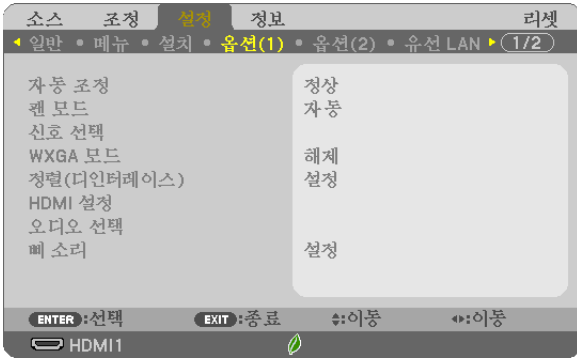 소스 조정 설정 정보 리셋
일반 • 메뉴 • 설치 • 옵션(1) • 옵션(2) • 유선 LAN 1/2
자동 조정 정상
팬 모드 자동
신호 선택
WXGA 모드 해제
정렬(디인터레이스) 설정
HDMI 설정
오디오 선택
삐 소리 설정
ENTER :선택 EXIT :종료 :이동 :이동
HDMI1